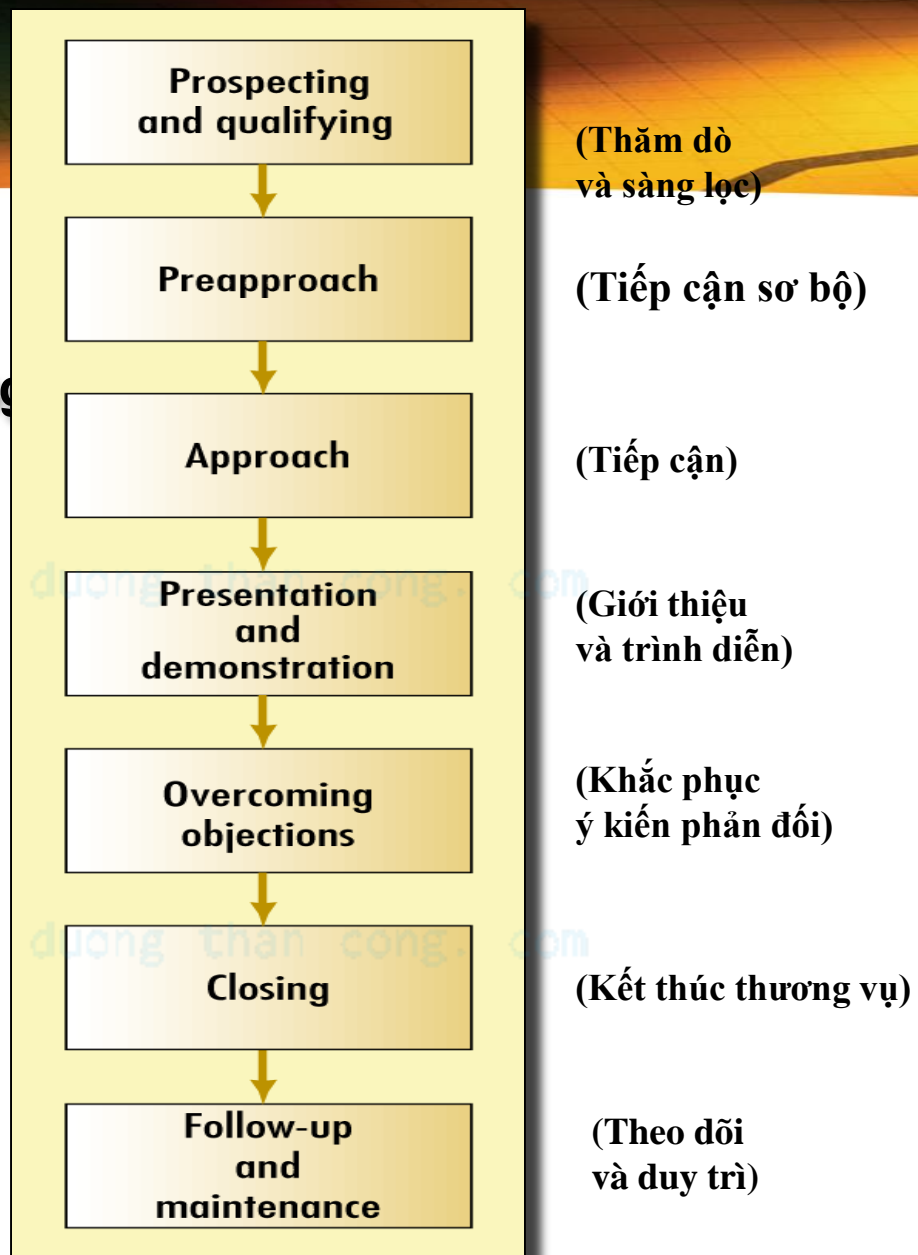 Prospecting
and qualifying
(Thăm dò
và sàng lọc)
Preapproach
(Tiếp cận sơ bộ)
Approach
(Tiếp cận)
duong than cong. com
Presentation
and
demonstration
(Giới thiệu
và trình diễn)
Overcoming
objections
(Khắc phục
ý kiến phản đối)
duong than cong. com
Closing
(Kết thúc thương vụ)
Follow-up
and
maintenance
(Theo dõi
và duy trì)